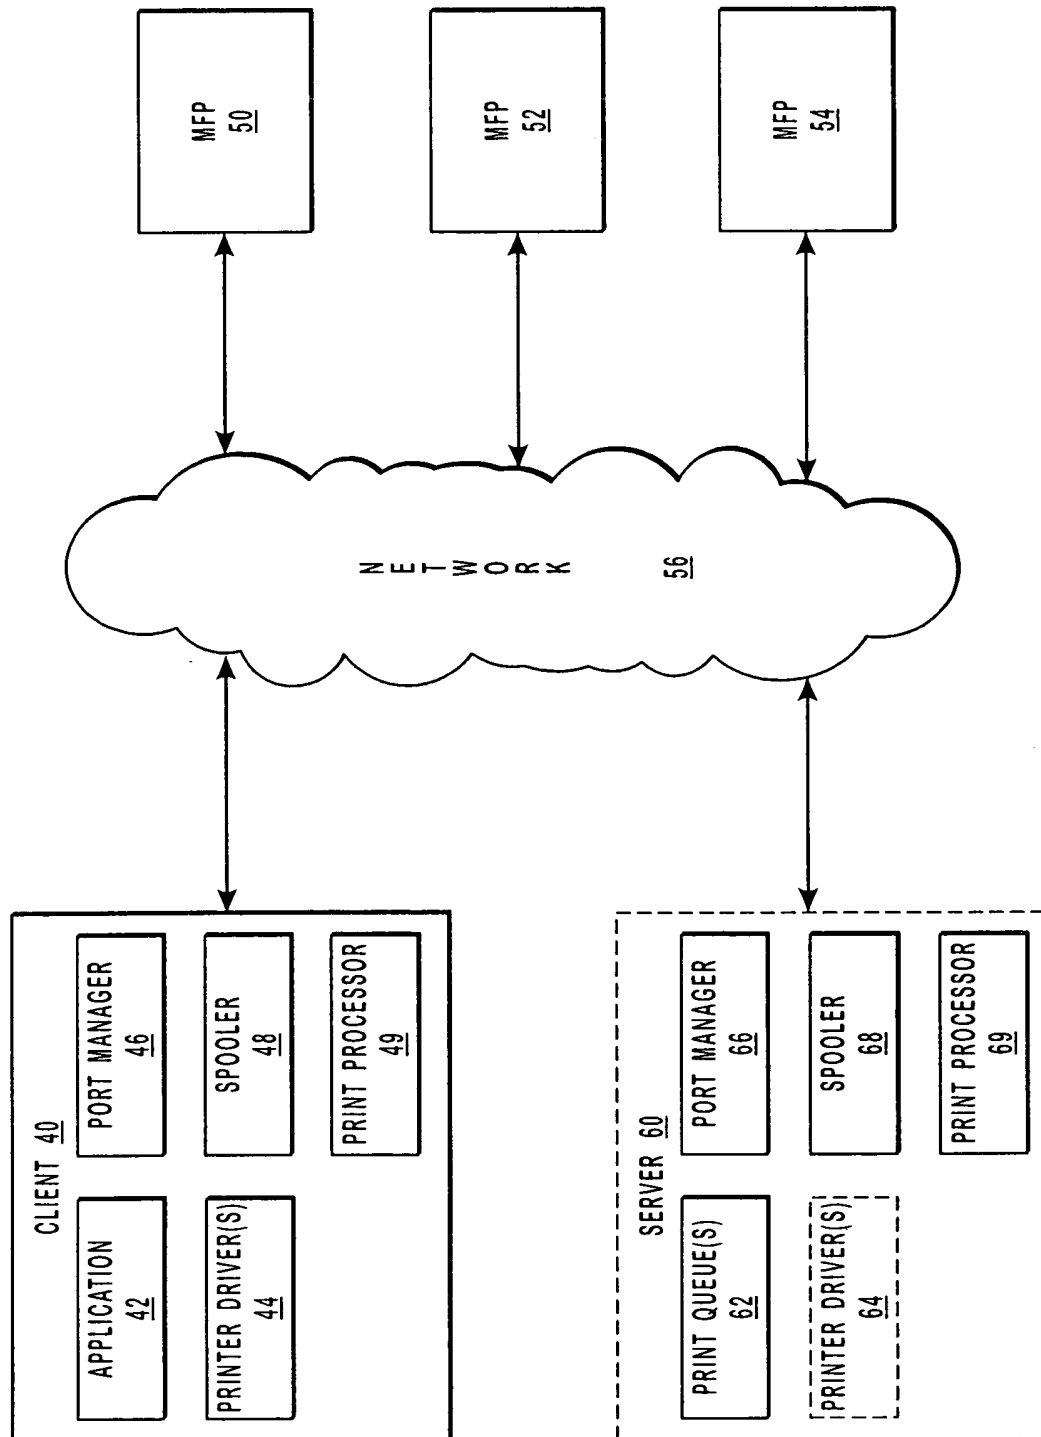 CLIENT 40
APPLICATION
42
PORT MANAGER
46
PRINTER DRIVER(S)
44
SPOOLER
48
PRINT PROCESSOR
49
SERVER 60
PRINT QUEUE(S)
62
PORT MANAGER
66
PRINTER DRIVER(S)
64
SPOOLER
68
PRINT PROCESSOR
69
NETWORK
56
MFP
50
MFP
52
MFP
54